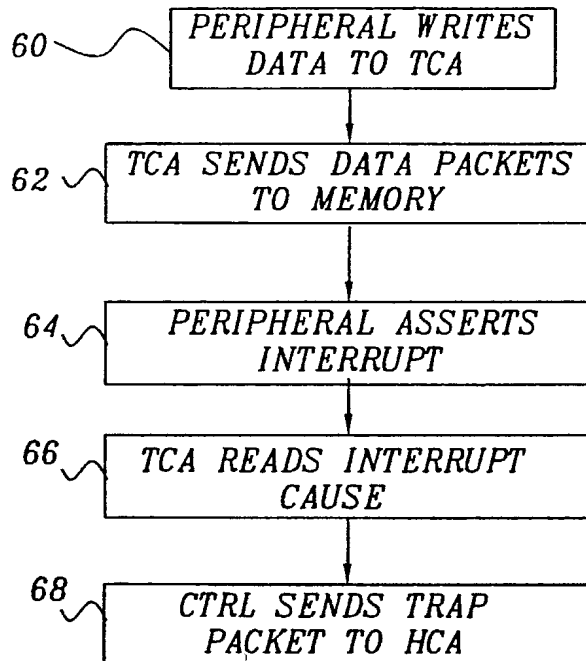 60
PERIPHERAL WRITES
DATA TO TCA
62
TCA SENDS DATA PACKETS
TO MEMORY
64
PERIPHERAL ASSERTS
INTERRUPT
66
TCA READS INTERRUPT
CAUSE
68
CTRL SENDS TRAP
PACKET TO HCA